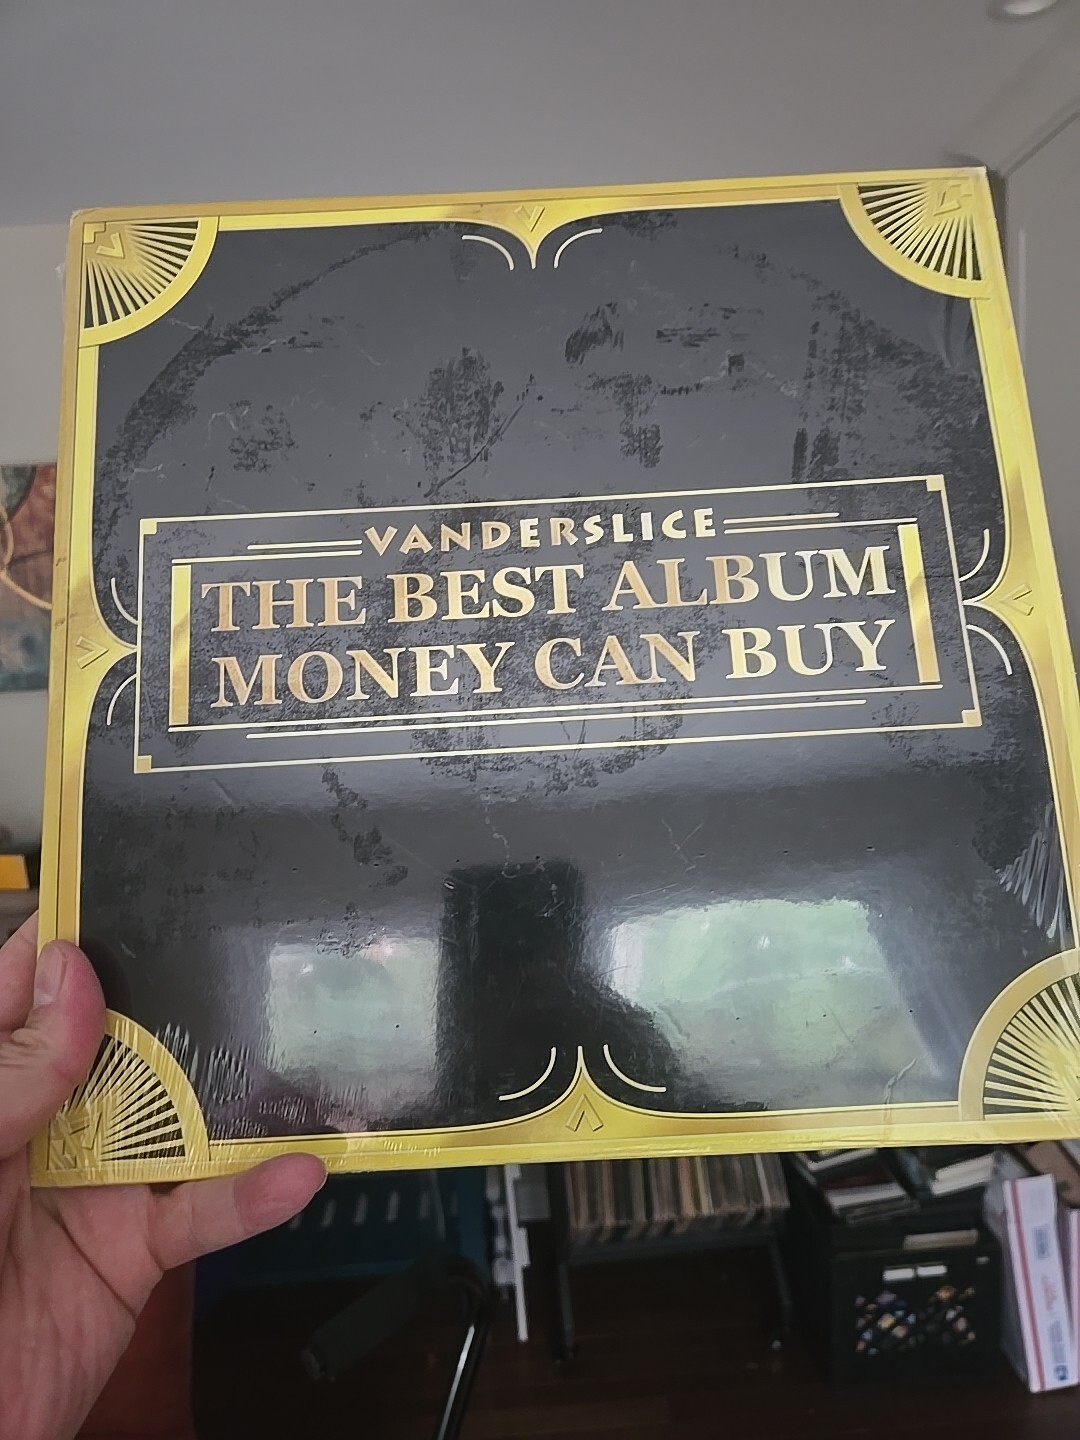 VANDERSLICE
THE BEST ALBUM
MONEY CAN BUY